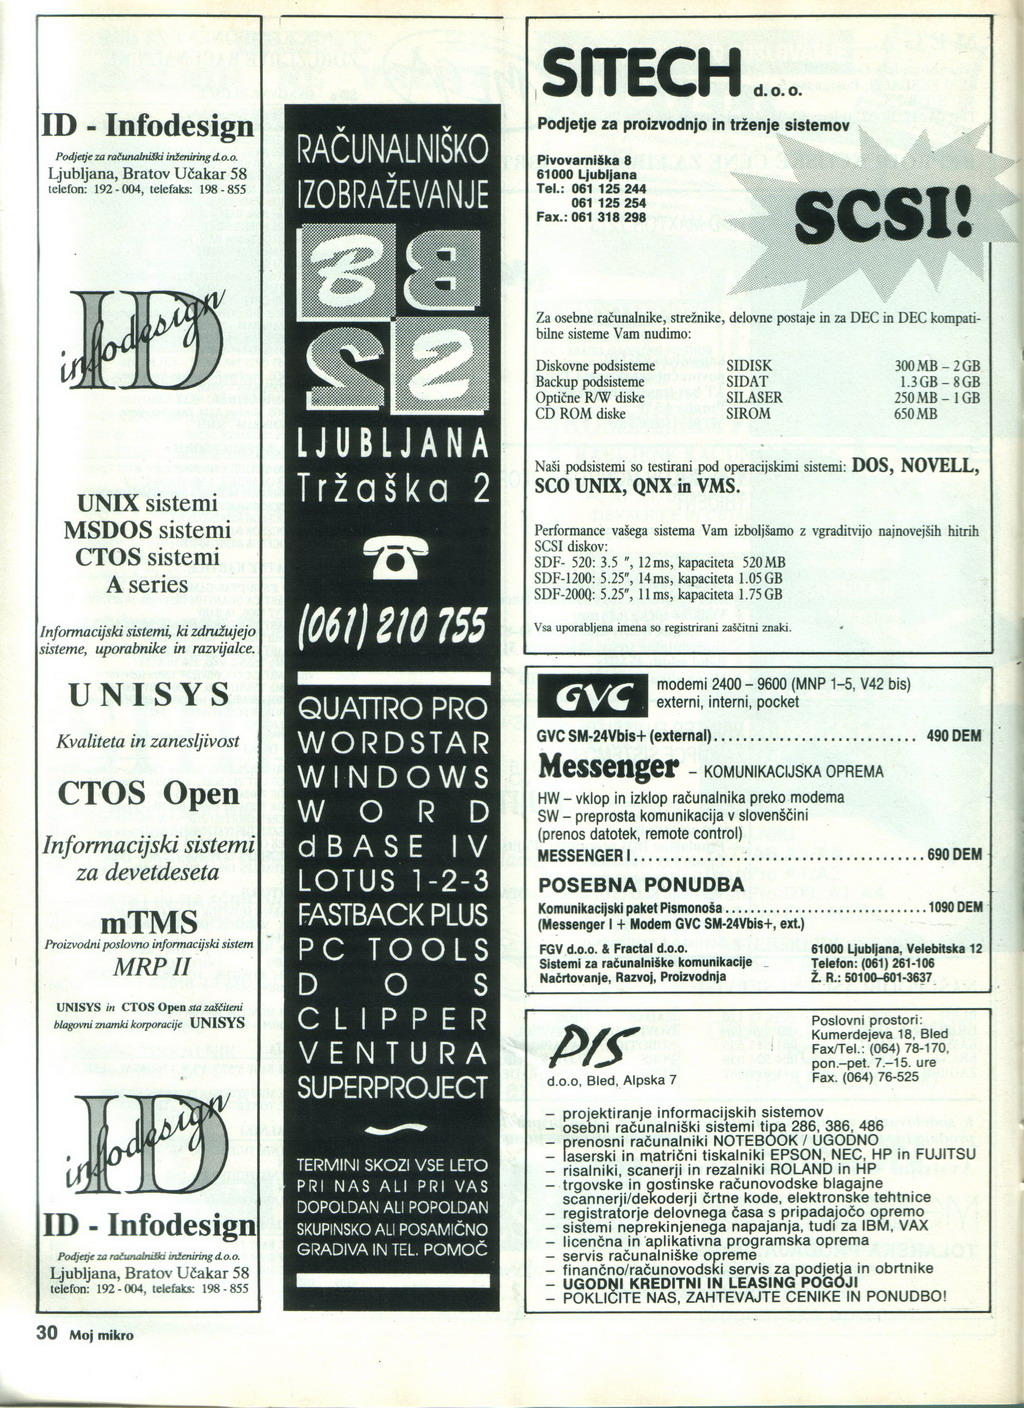 ID - Infodesign
Podjetje za računalniški inženiring d.o.o.
Ljubljana, Bratov Učakar 58
telefon: 192 - 004, telefaks: 198 - 855
ID
infodesign
UNIX sistemi
MSDOS sistemi
CTOS sistemi
A series
Informacijski sistemi, ki združujejo
sisteme, uporabnike in razvijalce.
UNISYS
Kvaliteta in zanesljivost
CTOS Open
Informacijski sistemi
za devetdeseta
mTMS
Proizvodni poslovno informacijski sistem
MRP II
UNISYS in CTOS Open sta zaščiteni
blagovni znamki korporacije UNISYS
ID
infodesign
ID - Infodesign
Podjetje za računalniški inženiring d.o.o.
Ljubljana, Bratov Učakar 58
telefon: 192 - 004, telefaks: 198 - 855
RAČUNALNIŠKO
IZOBRAŽEVANJE
B B
2 2
LJUBLJANA
Tržaška 2
(061) 210 755
QUATTRO PRO
WORDSTAR
WINDOWS
WORD
dBASE IV
LOTUS 1-2-3
FASTBACK PLUS
PC TOOLS
DOS
CLIPPER
VENTURA
SUPERPROJECT
TERMINI SKOZI VSE LETO
PRI NAS ALI PRI VAS
DOPOLDAN ALI POPOLDAN
SKUPINSKO ALI POSAMIČNO
GRADIVA IN TEL. POMOČ
SITECH d.o.o.
Podjetje za proizvodnjo in trženje sistemov
Pivovarniška 8
61000 Ljubljana
Tel.: 061 125 244
061 125 254
Fax.: 061 318 298
SCSI!
Za osebne računalnike, strežnike, delovne postaje in za DEC in DEC kompati-
bilne sisteme Vam nudimo:
Diskovne podsisteme SIDISK 300 MB – 2 GB
Backup podsisteme SIDAT 1.3 GB – 8 GB
Optične R/W diske SILASER 250 MB – 1 GB
CD ROM diske SIROM 650 MB
Naši podsistemi so testirani pod operacijskimi sistemi: DOS, NOVELL,
SCO UNIX, QNX in VMS.
Performance vašega sistema Vam izboljšamo z vgraditvijo najnovejših hitrih
SCSI diskov:
SDF- 520: 3.5 ", 12 ms, kapaciteta 520 MB
SDF-1200: 5.25", 14 ms, kapaciteta 1.05 GB
SDF-200Q: 5.25", 11 ms, kapaciteta 1.75 GB
Vsa uporabljena imena so registrirani zaščitni znaki.
GVC
modemi 2400 – 9600 (MNP 1–5, V42 bis)
externi, interni, pocket
GVC SM-24Vbis+ (external)............................ 490 DEM
Messenger – KOMUNIKACIJSKA OPREMA
HW – vklop in izklop računalnika preko modema
SW – preprosta komunikacija v slovenščini
(prenos datotek, remote control)
MESSENGER I........................................ 690 DEM
POSEBNA PONUDBA
Komunikacijski paket Pismonoša............................. 1090 DEM
(Messenger I + Modem GVC SM-24Vbis+, ext.)
FGV d.o.o. & Fractal d.o.o.
Sistemi za računalniške komunikacije
Načrtovanje, Razvoj, Proizvodnja
61000 Ljubljana, Velebitska 12
Telefon: (061) 261-106
Ž. R.: 50100–601-3637
PIS
d.o.o, Bled, Alpska 7
Poslovni prostori:
Kumerdejeva 18, Bled
Fax/Tel.: (064) 78-170,
pon.–pet. 7.–15. ure
Fax. (064) 76-525
– projektiranje informacijskih sistemov
– osebni računalniški sistemi tipa 286, 386, 486
– prenosni računalniki NOTEBOOK / UGODNO
– laserski in matrični tiskalniki EPSON, NEC, HP in FUJITSU
– risalniki, scanerji in rezalniki ROLAND in HP
– trgovske in gostinske računovodske blagajne
scannerji/dekoderji črtne kode, elektronske tehtnice
– registratorje delovnega časa s pripadajočo opremo
– sistemi neprekinjenega napajanja, tudi za IBM, VAX
– licenčna in aplikativna programska oprema
– servis računalniške opreme
– finančno/računovodski servis za podjetja in obrtnike
– UGODNI KREDITNI IN LEASING POGOJI
– POKLIČITE NAS, ZAHTEVAJTE CENIKE IN PONUDBO!
30 Moj mikro